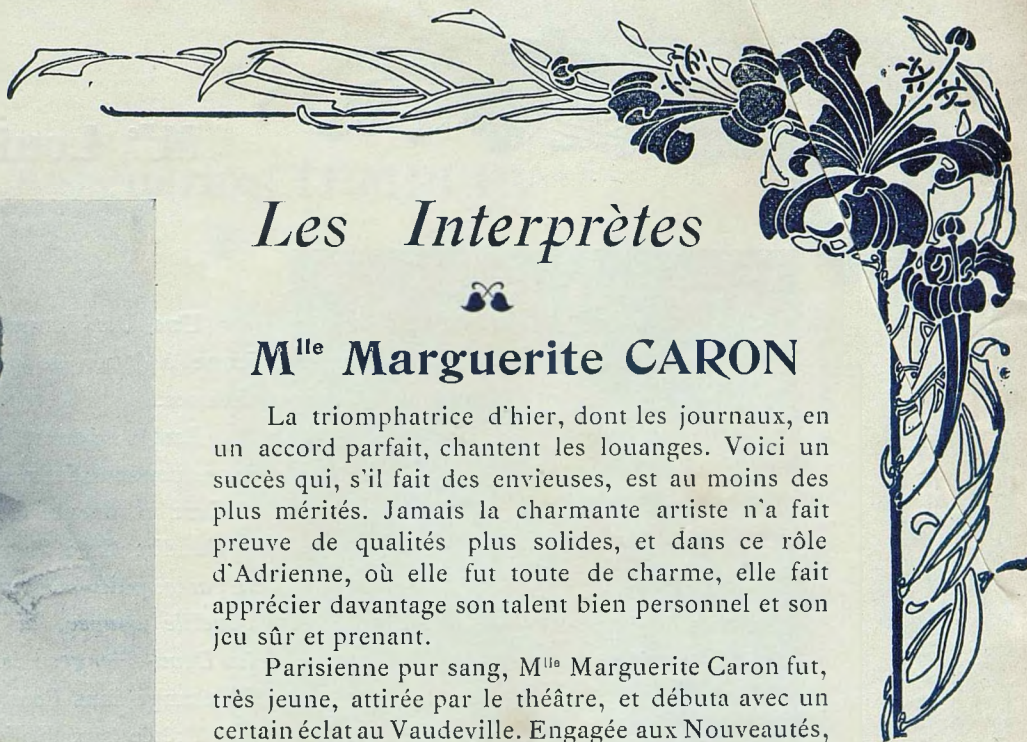 Les Interprètes
Mlle Marguerite CARON
La triomphatrice d'hier, dont les journaux, en
un accord parfait, chantent les louanges. Voici un
succès qui, s'il fait des envieuses, est au moins des
plus mérités. Jamais la charmante artiste n'a fait
preuve de qualités plus solides, et dans ce rôle
d'Adrienne, où elle fut toute de charme, elle fait
apprécier davantage son talent bien personnel et son
jeu sûr et prenant.
Parisienne pur sang, Mlle Marguerite Caron fut,
très jeune, attirée par le théâtre, et débuta avec un
certain éclat au Vaudeville. Engagée aux Nouveautés,